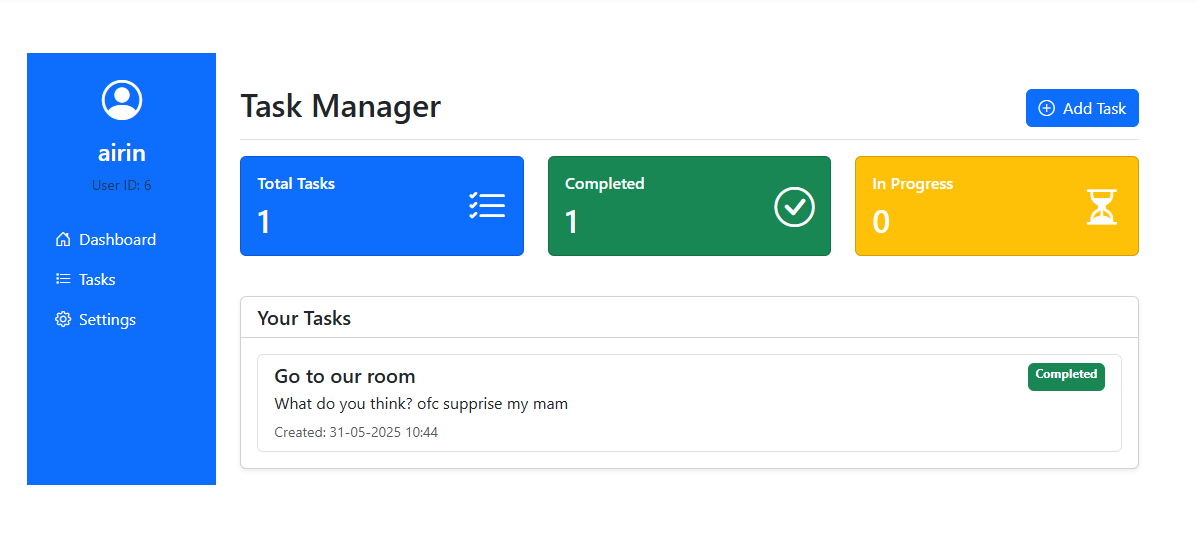 airin
User ID: 6
Dashboard
Tasks
Settings
Task Manager
Add Task
Total Tasks
1
Completed
1
In Progress
0
Your Tasks
Go to our room
Completed
What do you think? ofc supprise my mam
Created: 31-05-2025 10:44